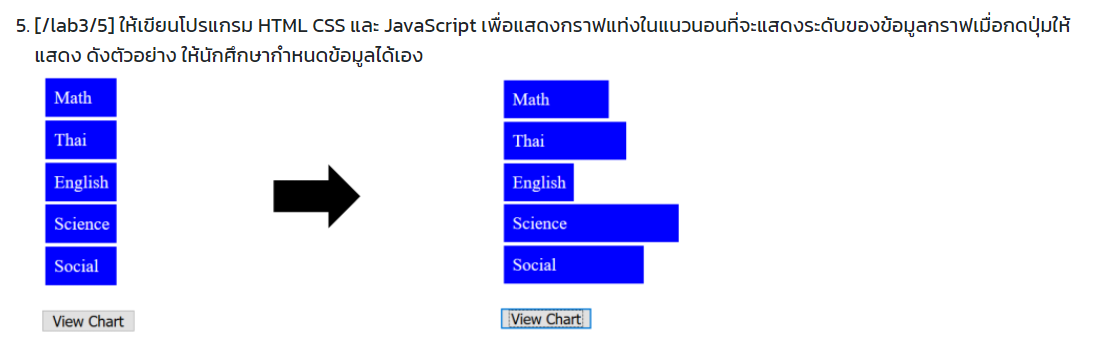 5. [/lab3/5] ให้เขียนโปรแกรม HTML CSS และ JavaScript เพื่อแสดงกราฟแท่งในแนวนอนที่จะแสดงระดับของข้อมูลกราฟเมื่อกดปุ่มให้
แสดง ดังตัวอย่าง ให้นักศึกษากำหนดข้อมูลได้เอง
Math
Thai
English
Science
Social
View Chart
Math
Thai
English
Science
Social
View Chart